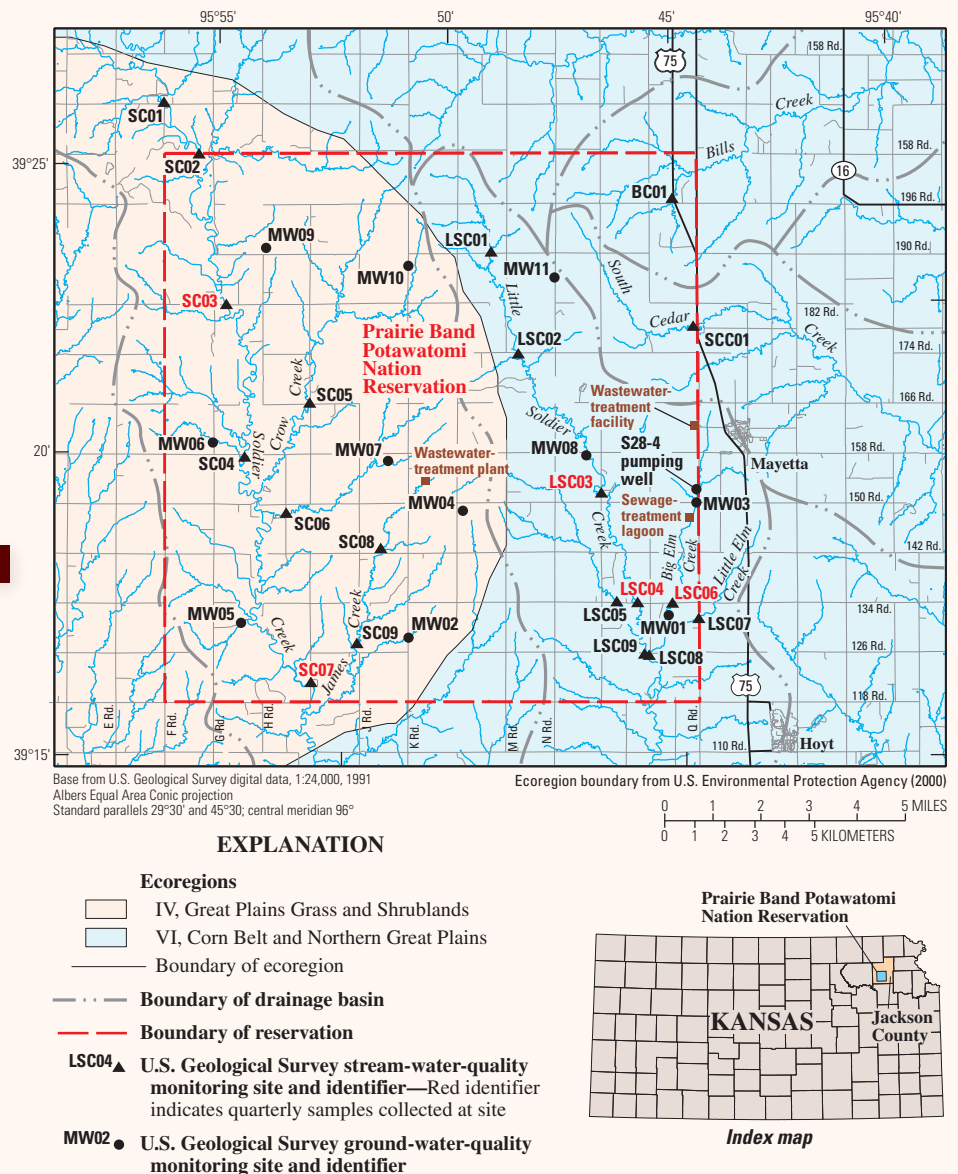 95°55'
50'
45'
95°40'
158 Rd.
75
Creek
SC01
Bills
158 Rd.
39°25'
SC02
16
BC01
196 Rd.
MW09
LSC01
190 Rd.
MW10
MW11
South
SC03
Little
182 Rd.
Cedar
Creek
Prairie Band
Potawatomi
Nation
Reservation
SCC01
LSC02
174 Rd.
Creek
SC05
Wastewater-
treatment
facility
166 Rd.
Crow
Soldier
MW06
Soldier
20'
SC04
MW07
Wastewater-
treatment plant
MW08
S28-4
pumping
well
158 Rd.
Mayetta
LSC03
MW04
MW03
150 Rd.
Sewage-
treatment
lagoon
SC06
Creek
SC08
Big Elm
Creek
Little Elm
Creek
142 Rd.
Creek
LSC04
LSC06
MW05
LSC05
134 Rd.
MW01
LSC07
Creek
SC09
MW02
LSC09
LSC08
126 Rd.
SC07
James
75
118 Rd.
E Rd.
F Rd.
G Rd.
H Rd.
J Rd.
K Rd.
M Rd.
N Rd.
Q Rd.
110 Rd.
Hoyt
39°15'
Base from U.S. Geological Survey digital data, 1:24,000, 1991
Albers Equal Area Conic projection
Standard parallels 29°30' and 45°30; central meridian 96°
Ecoregion boundary from U.S. Environmental Protection Agency (2000)
0 1 2 3 4 5 MILES
0 1 2 3 4 5 KILOMETERS
EXPLANATION
Ecoregions
IV, Great Plains Grass and Shrublands
VI, Corn Belt and Northern Great Plains
Boundary of ecoregion
Boundary of drainage basin
Boundary of reservation
LSC04 U.S. Geological Survey stream-water-quality
monitoring site and identifier—Red identifier
indicates quarterly samples collected at site
MW02 U.S. Geological Survey ground-water-quality
monitoring site and identifier
Prairie Band Potawatomi
Nation Reservation
KANSAS
Jackson
County
Index map